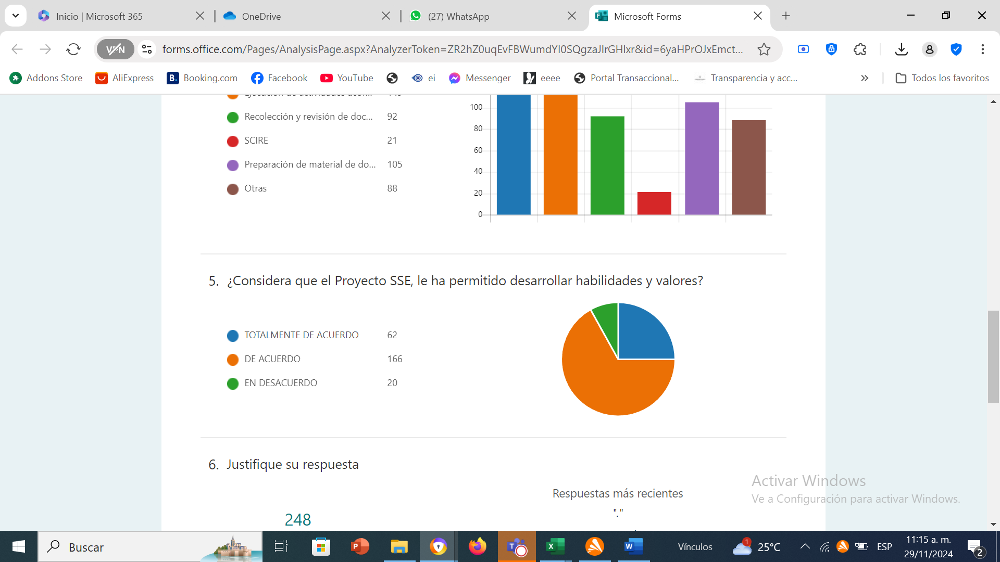 Inicio | Microsoft 365
OneDrive
(27) WhatsApp
Microsoft Forms
VPN
forms.office.com/Pages/AnalysisPage.aspx?AnalyzerToken=ZR2hZ0uqEvFBWumdYI0SQgzaJlrGHlxr&id=6yaHPrOJxEmct...
Addons Store
AliExpress
Booking.com
Facebook
YouTube
ei
Messenger
eeee
Portal Transaccional...
Transparencia y acc...
Todos los favoritos
Recolección y revisión de doc... 92
SCIRE 21
Preparación de material de do... 105
Otras 88
100
80
60
40
20
0
5. ¿Considera que el Proyecto SSE, le ha permitido desarrollar habilidades y valores?
TOTALMENTE DE ACUERDO 62
DE ACUERDO 166
EN DESACUERDO 20
6. Justifique su respuesta
Respuestas más recientes
"."
248
Activar Windows
Ve a Configuración para activar Windows.
Buscar
Vínculos
1
25°C
ESP
11:15 a. m.
29/11/2024
2